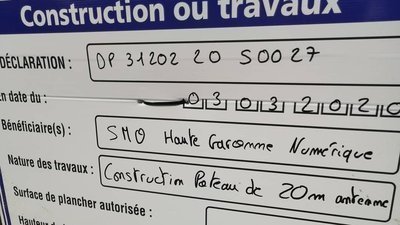 Construction ou travaux
DÉCLARATION : DP 31202 20 S0027
En date du : 03032020
Bénéficiaire(s) : SMO Haute Garonne Numérique
Nature des travaux : Construction Poteau de 20m antenne
Surface de plancher autorisée :
Hauteur